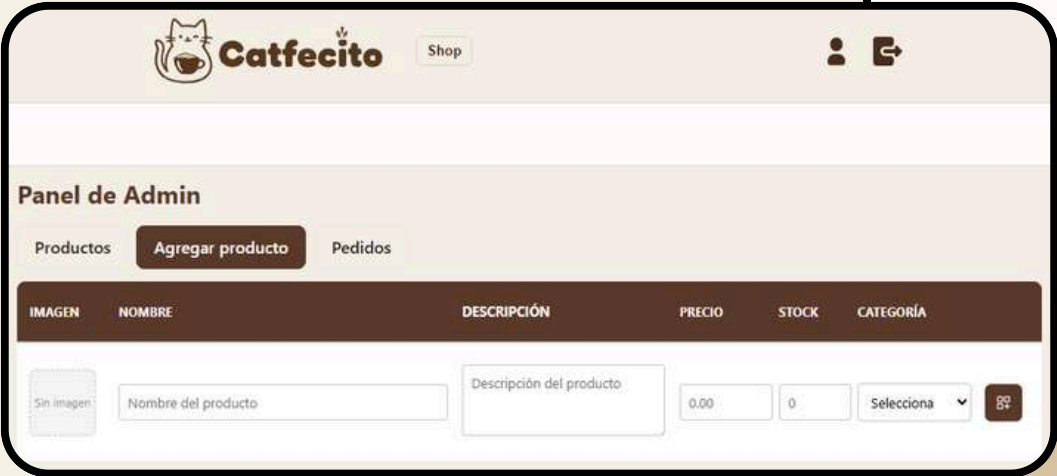 Catfecito Shop
Panel de Admin
Productos Agregar producto Pedidos
IMAGEN NOMBRE DESCRIPCIÓN PRECIO STOCK CATEGORÍA
Sin imagen Nombre del producto Descripción del producto 0.00 0 Selecciona